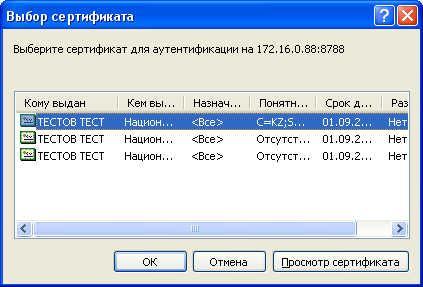 Выбор сертификата
Выберите сертификат для аутентификации на 172.16.0.88:8788
Кому выдан Кем вы... Назнач... Понятн... Срок д... Раз
ТЕСТОВ ТЕСТ Национ... <Все> C=KZ;S... 01.09.2... Нет
ТЕСТОВ ТЕСТ Национ... <Все> Отсутст... 01.09.2... Нет
ТЕСТОВ ТЕСТ Национ... <Все> Отсутст... 01.09.2... Нет
ОК Отмена Просмотр сертификата